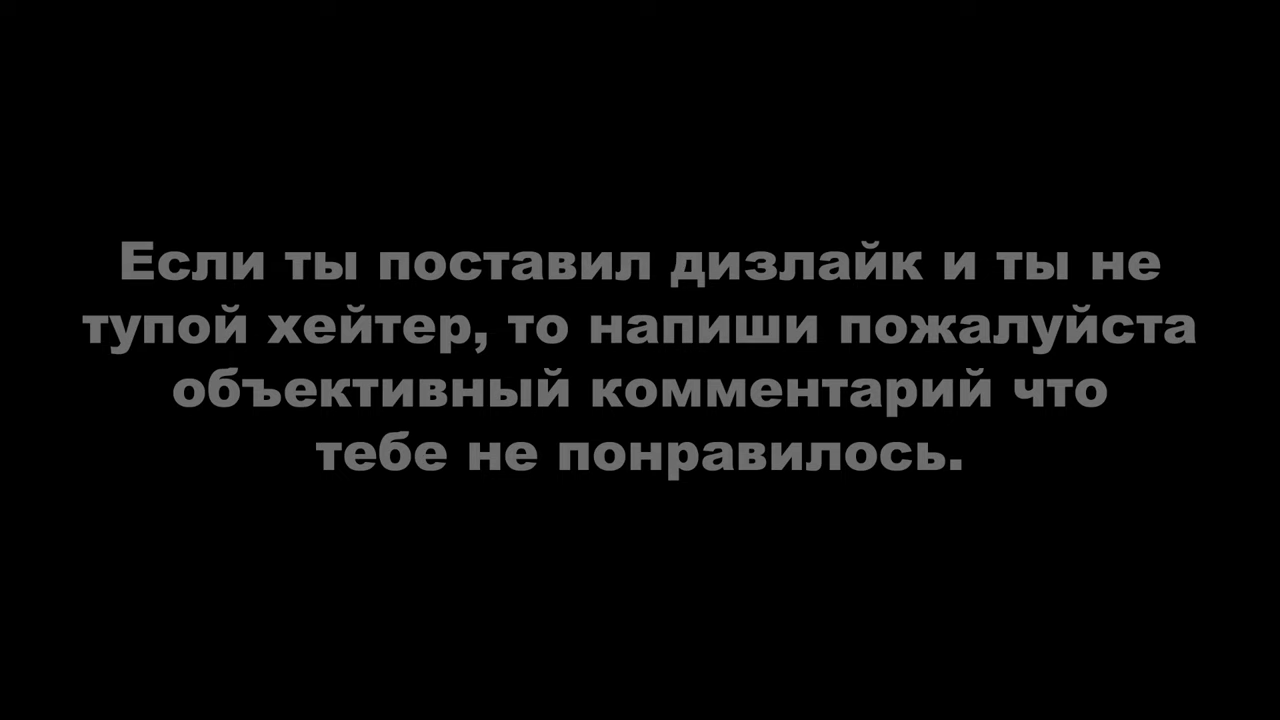 Если ты поставил дизлайк и ты не
тупой хейтер, то напиши пожалуйста
объективный комментарий что
тебе не понравилось.